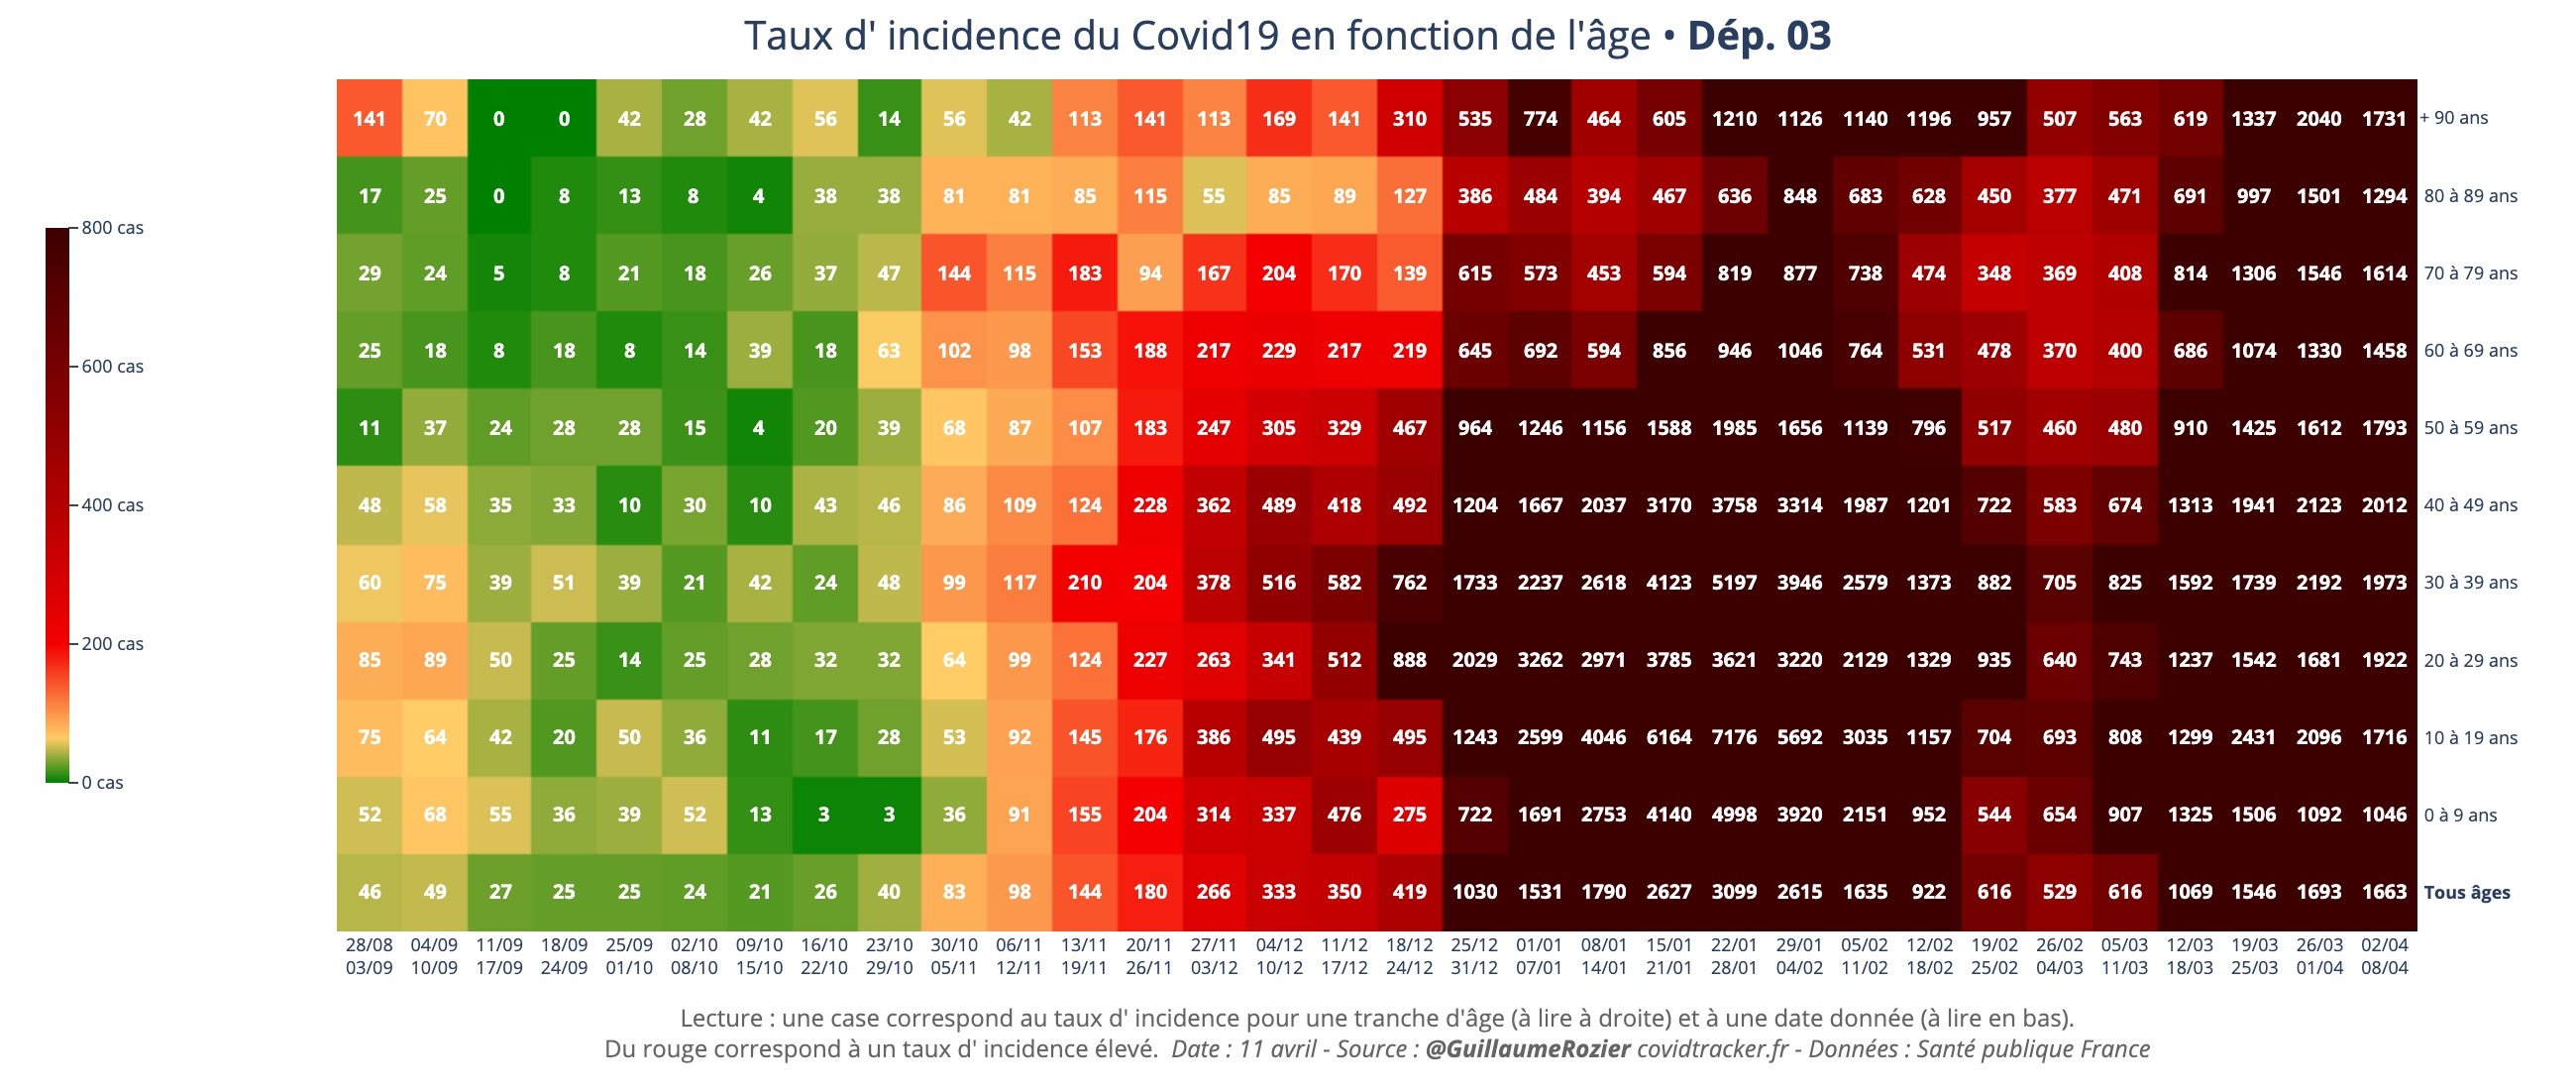 Taux d' incidence du Covid19 en fonction de l'âge • Dép. 03
800 cas
600 cas
400 cas
200 cas
0 cas
141 70 0 0 42 28 42 56 14 56 42 113 141 113 169 141 310 535 774 464 605 1210 1126 1140 1196 957 507 563 619 1337 2040 1731 + 90 ans
17 25 0 8 13 8 4 38 38 81 81 85 115 55 85 89 127 386 484 394 467 636 848 683 628 450 377 471 691 997 1501 1294 80 à 89 ans
29 24 5 8 21 18 26 37 47 144 115 183 94 167 204 170 139 615 573 453 594 819 877 738 474 348 369 408 814 1306 1546 1614 70 à 79 ans
25 18 8 18 8 14 39 18 63 102 98 153 188 217 229 217 219 645 692 594 856 946 1046 764 531 478 370 400 686 1074 1330 1458 60 à 69 ans
11 37 24 28 28 15 4 20 39 68 87 107 183 247 305 329 467 964 1246 1156 1588 1985 1656 1139 796 517 460 480 910 1425 1612 1793 50 à 59 ans
48 58 35 33 10 30 10 43 46 86 109 124 228 362 489 418 492 1204 1667 2037 3170 3758 3314 1987 1201 722 583 674 1313 1941 2123 2012 40 à 49 ans
60 75 39 51 39 21 42 24 48 99 117 210 204 378 516 582 762 1733 2237 2618 4123 5197 3946 2579 1373 882 705 825 1592 1739 2192 1973 30 à 39 ans
85 89 50 25 14 25 28 32 32 64 99 124 227 263 341 512 888 2029 3262 2971 3785 3621 3220 2129 1329 935 640 743 1237 1542 1681 1922 20 à 29 ans
75 64 42 20 50 36 11 17 28 53 92 145 176 386 495 439 495 1243 2599 4046 6164 7176 5692 3035 1157 704 693 808 1299 2431 2096 1716 10 à 19 ans
52 68 55 36 39 52 13 3 3 36 91 155 204 314 337 476 275 722 1691 2753 4140 4998 3920 2151 952 544 654 907 1325 1506 1092 1046 0 à 9 ans
46 49 27 25 25 24 21 26 40 83 98 144 180 266 333 350 419 1030 1531 1790 2627 3099 2615 1635 922 616 529 616 1069 1546 1693 1663 Tous âges
28/08 04/09 11/09 18/09 25/09 02/10 09/10 16/10 23/10 30/10 06/11 13/11 20/11 27/11 04/12 11/12 18/12 25/12 01/01 08/01 15/01 22/01 29/01 05/02 12/02 19/02 26/02 05/03 12/03 19/03 26/03 02/04
03/09 10/09 17/09 24/09 01/10 08/10 15/10 22/10 29/10 05/11 12/11 19/11 26/11 03/12 10/12 17/12 24/12 31/12 07/01 14/01 21/01 28/01 04/02 11/02 18/02 25/02 04/03 11/03 18/03 25/03 01/04 08/04
Lecture : une case correspond au taux d' incidence pour une tranche d'âge (à lire à droite) et à une date donnée (à lire en bas).
Du rouge correspond à un taux d' incidence élevé. Date : 11 avril - Source : @GuillaumeRozier covidtracker.fr - Données : Santé publique France